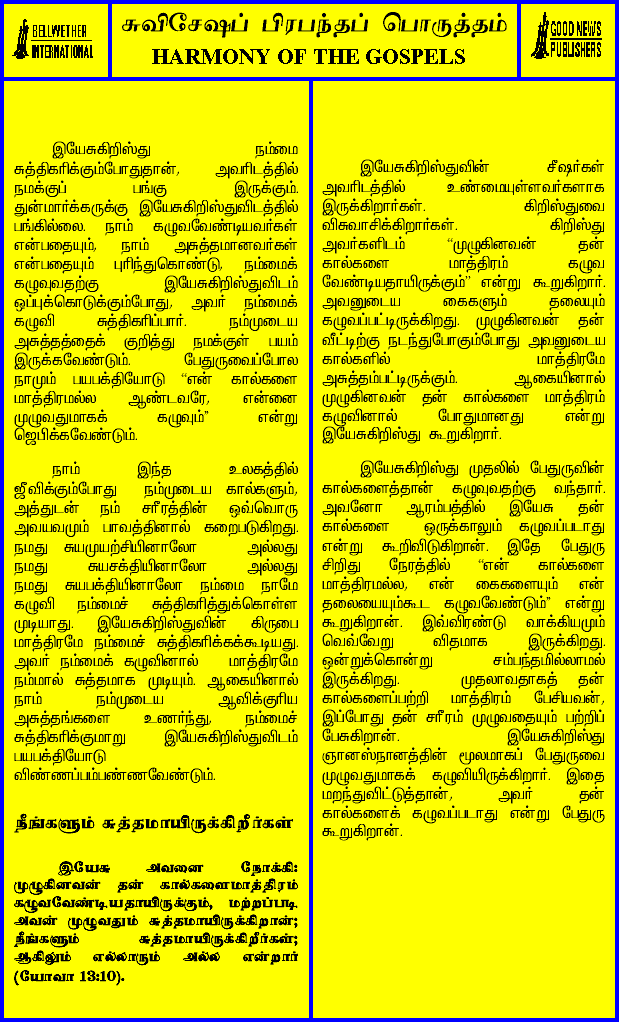 BELLWETHER
INTERNATIONAL
சுவிசேஷப் பிரபந்தப் பொருத்தம்
HARMONY OF THE GOSPELS
GOOD NEWS
PUBLISHERS
இயேசுகிறிஸ்து நம்மை
சுத்திகரிக்கும்போதுதான், அவரிடத்தில்
நமக்குப் பங்கு இருக்கும்.
துன்மார்க்கருக்கு இயேசுகிறிஸ்துவிடத்தில்
பங்கில்லை. நாம் கழுவவேண்டியவர்கள்
என்பதையும், நாம் அசுத்தமானவர்கள்
என்பதையும் புரிந்துகொண்டு, நம்மைக்
கழுவுவதற்கு இயேசுகிறிஸ்துவிடம்
ஒப்புக்கொடுக்கும்போது, அவர் நம்மைக்
கழுவி சுத்திகரிப்பார். நம்முடைய
அசுத்தத்தைக் குறித்து நமக்குள் பயம்
இருக்கவேண்டும். பேதுருவைப்போல
நாமும் பயபக்தியோடு “என் கால்களை
மாத்திரமல்ல ஆண்டவரே, என்னை
முழுவதுமாகக் கழுவும்” என்று
ஜெபிக்கவேண்டும்.
நாம் இந்த உலகத்தில்
ஜீவிக்கும்போது நம்முடைய கால்களும்,
அத்துடன் நம் சரீரத்தின் ஒவ்வொரு
அவயவமும் பாவத்தினால் கறைபடுகிறது.
நமது சுயமுயற்சியினாலோ அல்லது
நமது சுயசக்தியினாலோ அல்லது
நமது சுயபக்தியினாலோ நம்மை நாமே
கழுவி நம்மைச் சுத்திகரித்துக்கொள்ள
முடியாது. இயேசுகிறிஸ்துவின் கிருபை
மாத்திரமே நம்மைச் சுத்திகரிக்கக்கூடியது.
அவர் நம்மைக் கழுவினால் மாத்திரமே
நம்மால் சுத்தமாக முடியும். ஆகையினால்
நாம் நம்முடைய ஆவிக்குரிய
அசுத்தங்களை உணர்ந்து, நம்மைச்
சுத்திகரிக்குமாறு இயேசுகிறிஸ்துவிடம்
பயபக்தியோடு
விண்ணப்பம்பண்ணவேண்டும்.
நீங்களும் சுத்தமாயிருக்கிறீர்கள்
இயேசு அவனை நோக்கி:
முழுகினவன் தன் கால்களைமாத்திரம்
கழுவவேண்டியதாயிருக்கும், மற்றப்படி
அவன் முழுவதும் சுத்தமாயிருக்கிறான்;
நீங்களும் சுத்தமாயிருக்கிறீர்கள்;
ஆகிலும் எல்லாரும் அல்ல என்றார்
(யோவா 13:10).
இயேசுகிறிஸ்துவின் சீஷர்கள்
அவரிடத்தில் உண்மையுள்ளவர்களாக
இருக்கிறார்கள். கிறிஸ்துவை
விசுவாசிக்கிறார்கள். கிறிஸ்து
அவர்களிடம் “முழுகினவன் தன்
கால்களை மாத்திரம் கழுவ
வேண்டியதாயிருக்கும்” என்று கூறுகிறார்.
அவனுடைய கைகளும் தலையும்
கழுவப்பட்டிருக்கிறது. முழுகினவன் தன்
வீட்டிற்கு நடந்துபோகும்போது அவனுடைய
கால்களில் மாத்திரமே
அசுத்தம்பட்டிருக்கும். ஆகையினால்
முழுகினவன் தன் கால்களை மாத்திரம்
கழுவினால் போதுமானது என்று
இயேசுகிறிஸ்து கூறுகிறார்.
இயேசுகிறிஸ்து முதலில் பேதுருவின்
கால்களைத்தான் கழுவுவதற்கு வந்தார்.
அவனோ ஆரம்பத்தில் இயேசு தன்
கால்களை ஒருக்காலும் கழுவப்படாது
என்று கூறிவிடுகிறான். இதே பேதுரு
சிறிது நேரத்தில் “என் கால்களை
மாத்திரமல்ல, என் கைகளையும் என்
தலையையும்கூட கழுவவேண்டும்” என்று
கூறுகிறான். இவ்விரண்டு வாக்கியமும்
வெவ்வேறு விதமாக இருக்கிறது.
ஒன்றுக்கொன்று சம்பந்தமில்லாமல்
இருக்கிறது. முதலாவதாகத் தன்
கால்களைப்பற்றி மாத்திரம் பேசியவன்,
இப்போது தன் சரீரம் முழுவதையும் பற்றிப்
பேசுகிறான். இயேசுகிறிஸ்து
ஞானஸ்நானத்தின் மூலமாகப் பேதுருவை
முழுவதுமாகக் கழுவியிருக்கிறார். இதை
மறந்துவிட்டுத்தான், அவர் தன்
கால்களைக் கழுவப்படாது என்று பேதுரு
கூறுகிறான்.